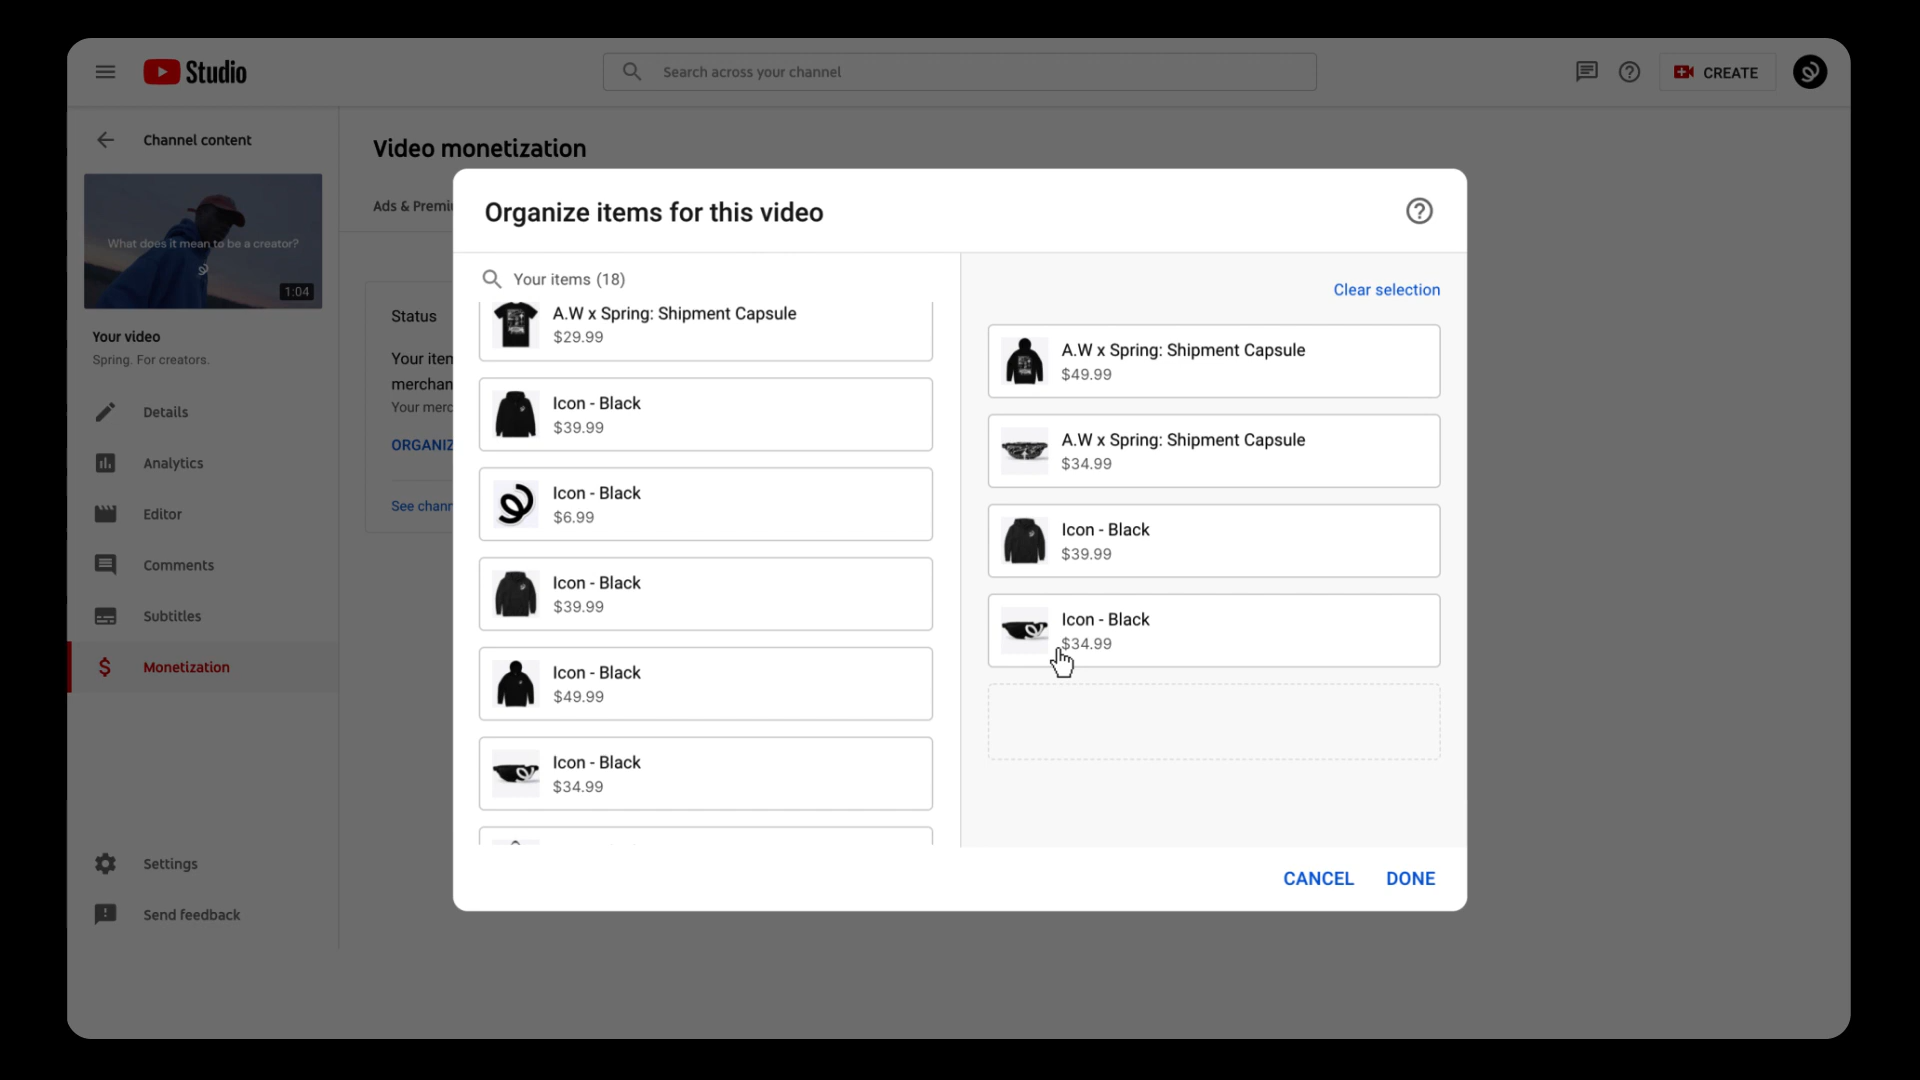 Studio
Search across your channel
CREATE
Channel content
What does it mean to be a creator?
1:04
Your video
Spring. For creators.
Details
Analytics
Editor
Comments
Subtitles
Monetization
Settings
Send feedback
Video monetization
Ads & Premi
Status
Your iten
merchan
Your merc
ORGANIZ
See chanr
Organize items for this video
Your items (18)
A.W x Spring: Shipment Capsule
$29.99
Icon - Black
$39.99
Icon - Black
$6.99
Icon - Black
$39.99
Icon - Black
$49.99
Icon - Black
$34.99
Clear selection
A.W x Spring: Shipment Capsule
$49.99
A.W x Spring: Shipment Capsule
$34.99
Icon - Black
$39.99
Icon - Black
$34.99
CANCEL
DONE